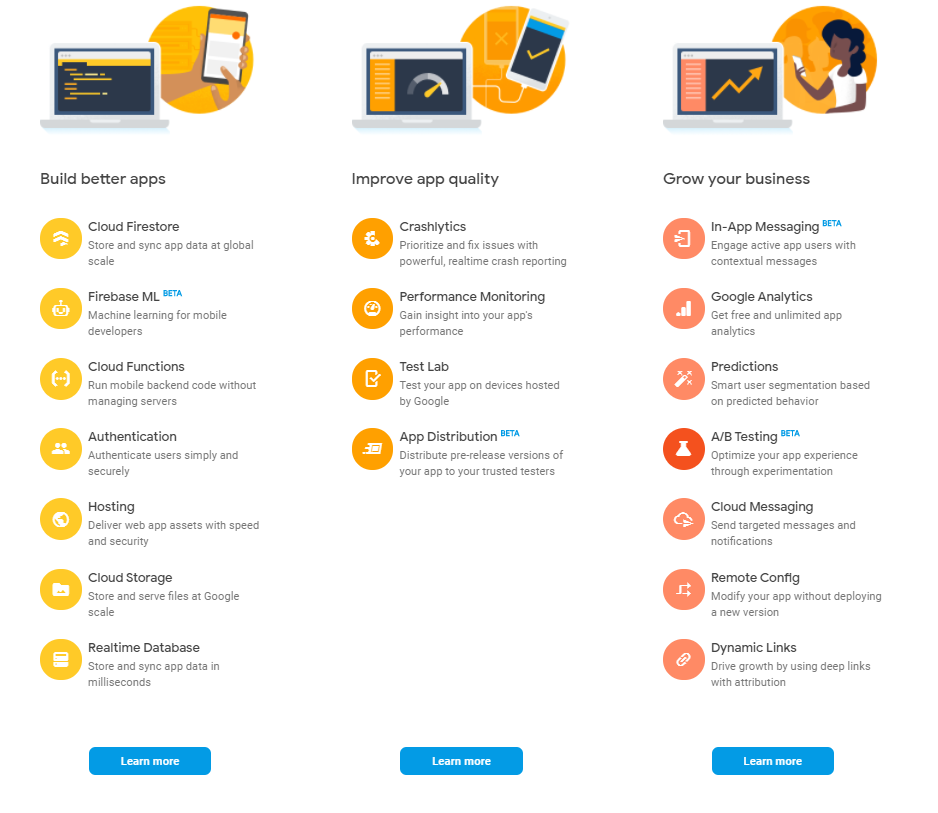 Build better apps
Cloud Firestore
Store and sync app data at global
scale
Firebase ML BETA
Machine learning for mobile
developers
Cloud Functions
Run mobile backend code without
managing servers
Authentication
Authenticate users simply and
securely
Hosting
Deliver web app assets with speed
and security
Cloud Storage
Store and serve files at Google
scale
Realtime Database
Store and sync app data in
milliseconds
Learn more
Improve app quality
Crashlytics
Prioritize and fix issues with
powerful, realtime crash reporting
Performance Monitoring
Gain insight into your app's
performance
Test Lab
Test your app on devices hosted
by Google
App Distribution BETA
Distribute pre-release versions of
your app to your trusted testers
Learn more
Grow your business
In-App Messaging BETA
Engage active app users with
contextual messages
Google Analytics
Get free and unlimited app
analytics
Predictions
Smart user segmentation based
on predicted behavior
A/B Testing BETA
Optimize your app experience
through experimentation
Cloud Messaging
Send targeted messages and
notifications
Remote Config
Modify your app without deploying
a new version
Dynamic Links
Drive growth by using deep links
with attribution
Learn more